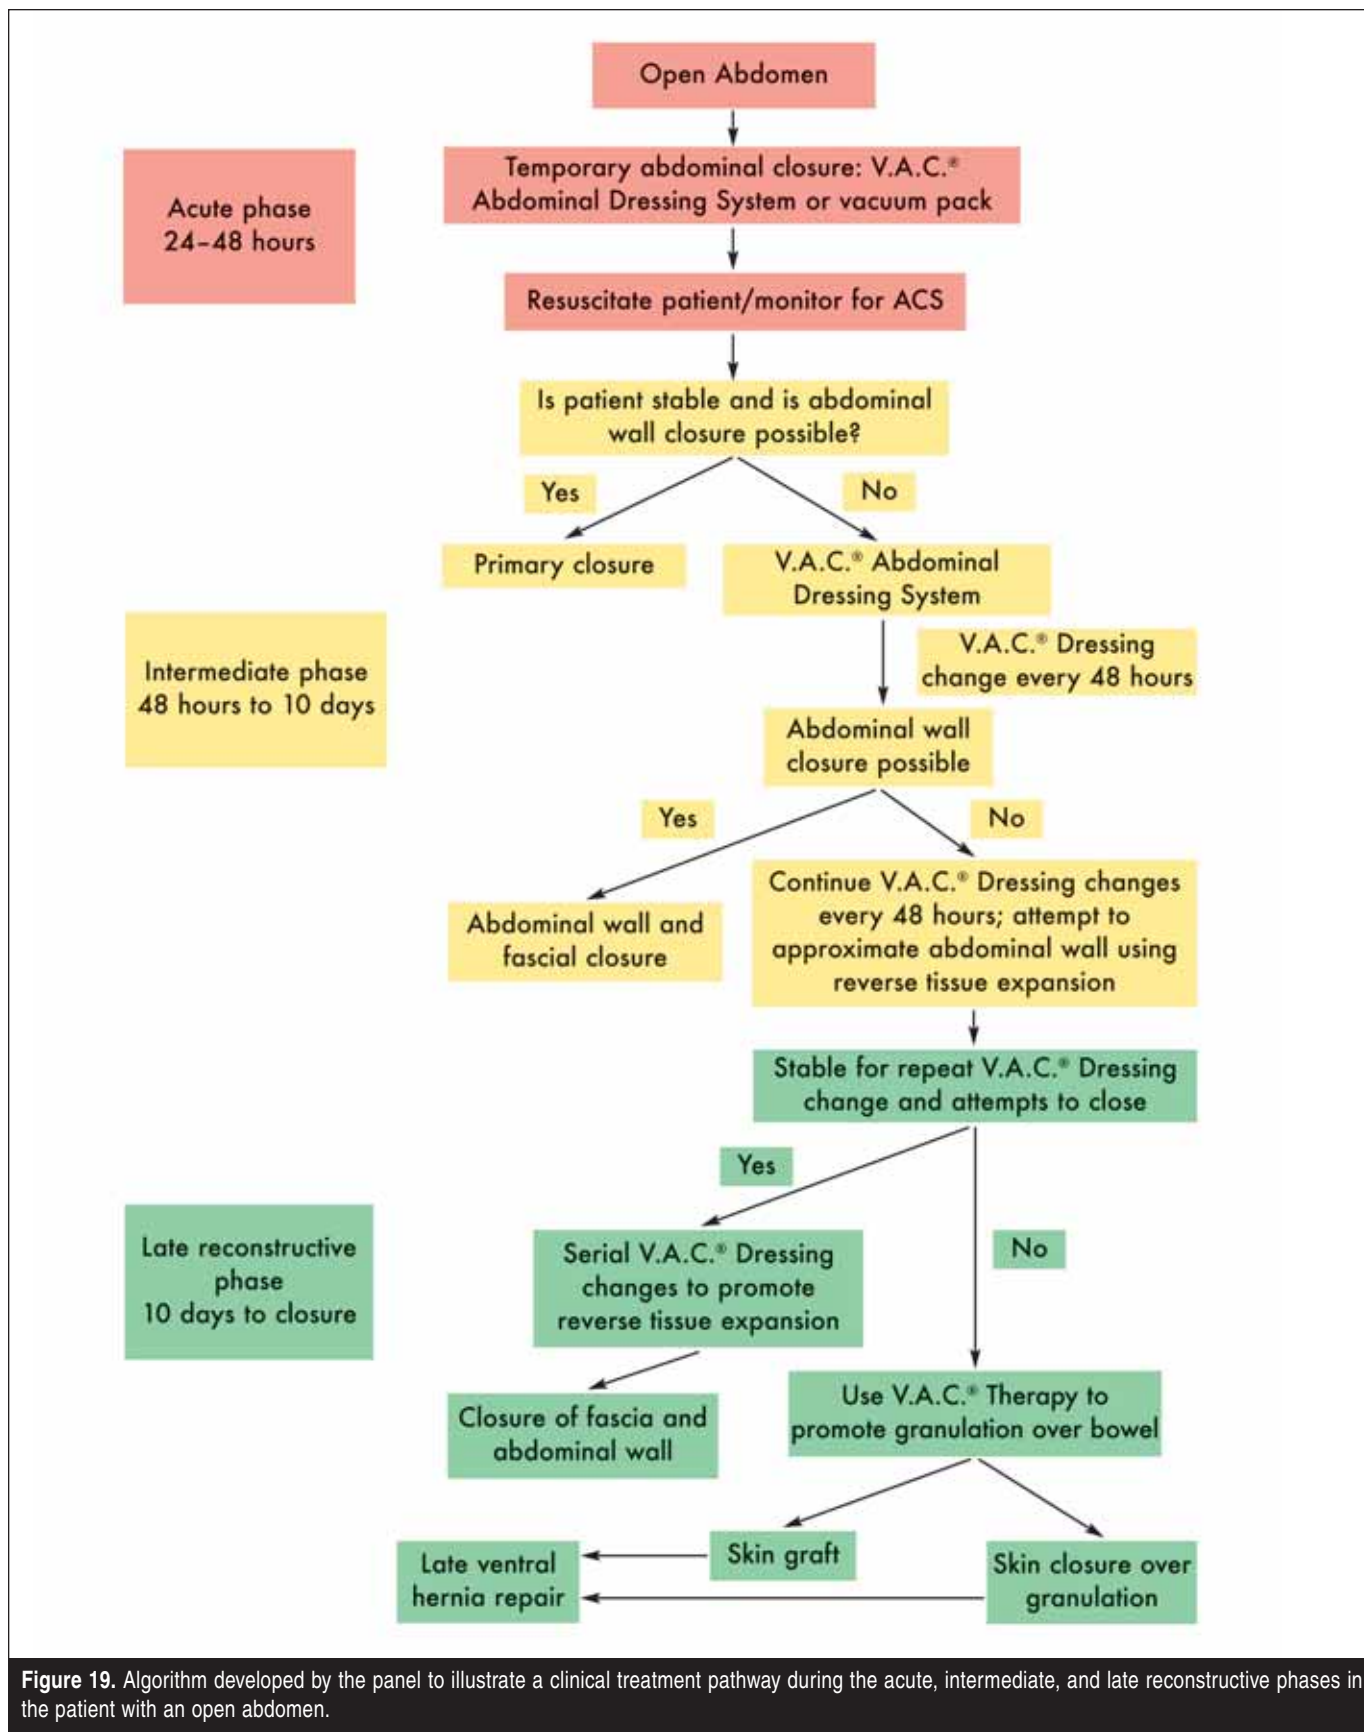 Open Abdomen
Temporary abdominal closure: V.A.C.®
Abdominal Dressing System or vacuum pack
Acute phase
24–48 hours
Resuscitate patient/monitor for ACS
Is patient stable and is abdominal
wall closure possible?
Yes
No
Primary closure
V.A.C.® Abdominal
Dressing System
V.A.C.® Dressing
change every 48 hours
Intermediate phase
48 hours to 10 days
Abdominal wall
closure possible
Yes
No
Abdominal wall and
fascial closure
Continue V.A.C.® Dressing changes
every 48 hours; attempt to
approximate abdominal wall using
reverse tissue expansion
Stable for repeat V.A.C.® Dressing
change and attempts to close
Yes
No
Late reconstructive
phase
10 days to closure
Serial V.A.C.® Dressing
changes to promote
reverse tissue expansion
Closure of fascia and
abdominal wall
Use V.A.C.® Therapy to
promote granulation over bowel
Skin graft
Skin closure over
granulation
Late ventral
hernia repair
Figure 19. Algorithm developed by the panel to illustrate a clinical treatment pathway during the acute, intermediate, and late reconstructive phases in
the patient with an open abdomen.